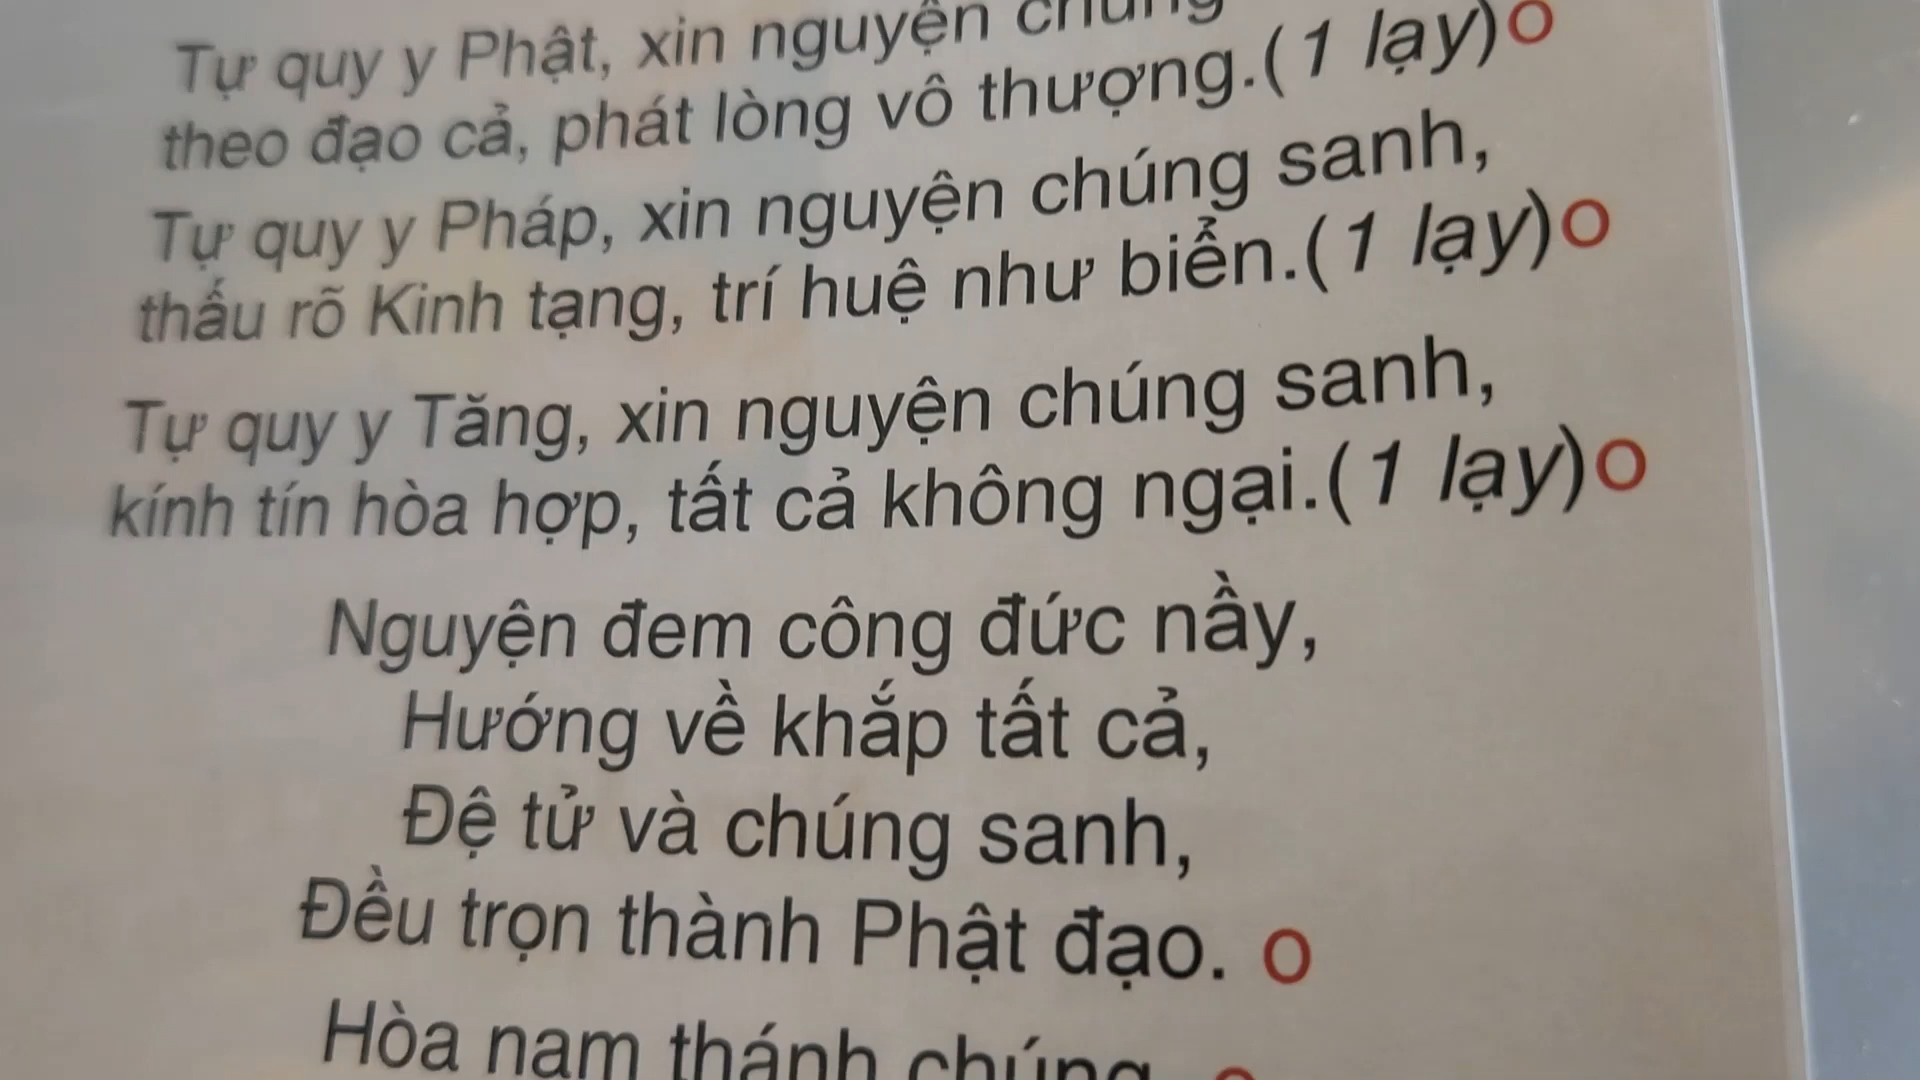 Tự quy y Phật, xin nguyện chúng
theo đạo cả, phát lòng vô thượng.(1 lạy)o
Tự quy y Pháp, xin nguyện chúng sanh,
thấu rõ Kinh tạng, trí huệ như biển.(1 lạy)o
Tự quy y Tăng, xin nguyện chúng sanh,
kính tín hòa hợp, tất cả không ngại.(1 lạy)o
Nguyện đem công đức nầy,
Hướng về khắp tất cả,
Đệ tử và chúng sanh,
Đều trọn thành Phật đạo. o
Hòa nam thánh chúng. o